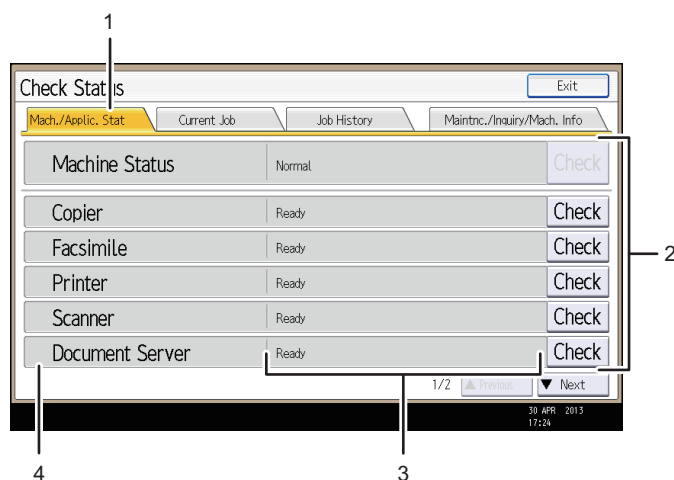 1
Check Status
Exit
Mach./Applic. Stat
Current Job
Job History
Maintnc./Inquiry/Mach. Info
Machine Status
Normal
Check
2
Copier
Ready
Check
Facsimile
Ready
Check
Printer
Ready
Check
Scanner
Ready
Check
Document Server
Ready
Check
1/2
▲ Previous
▼ Next
30 APR 2013
17:24
4
3